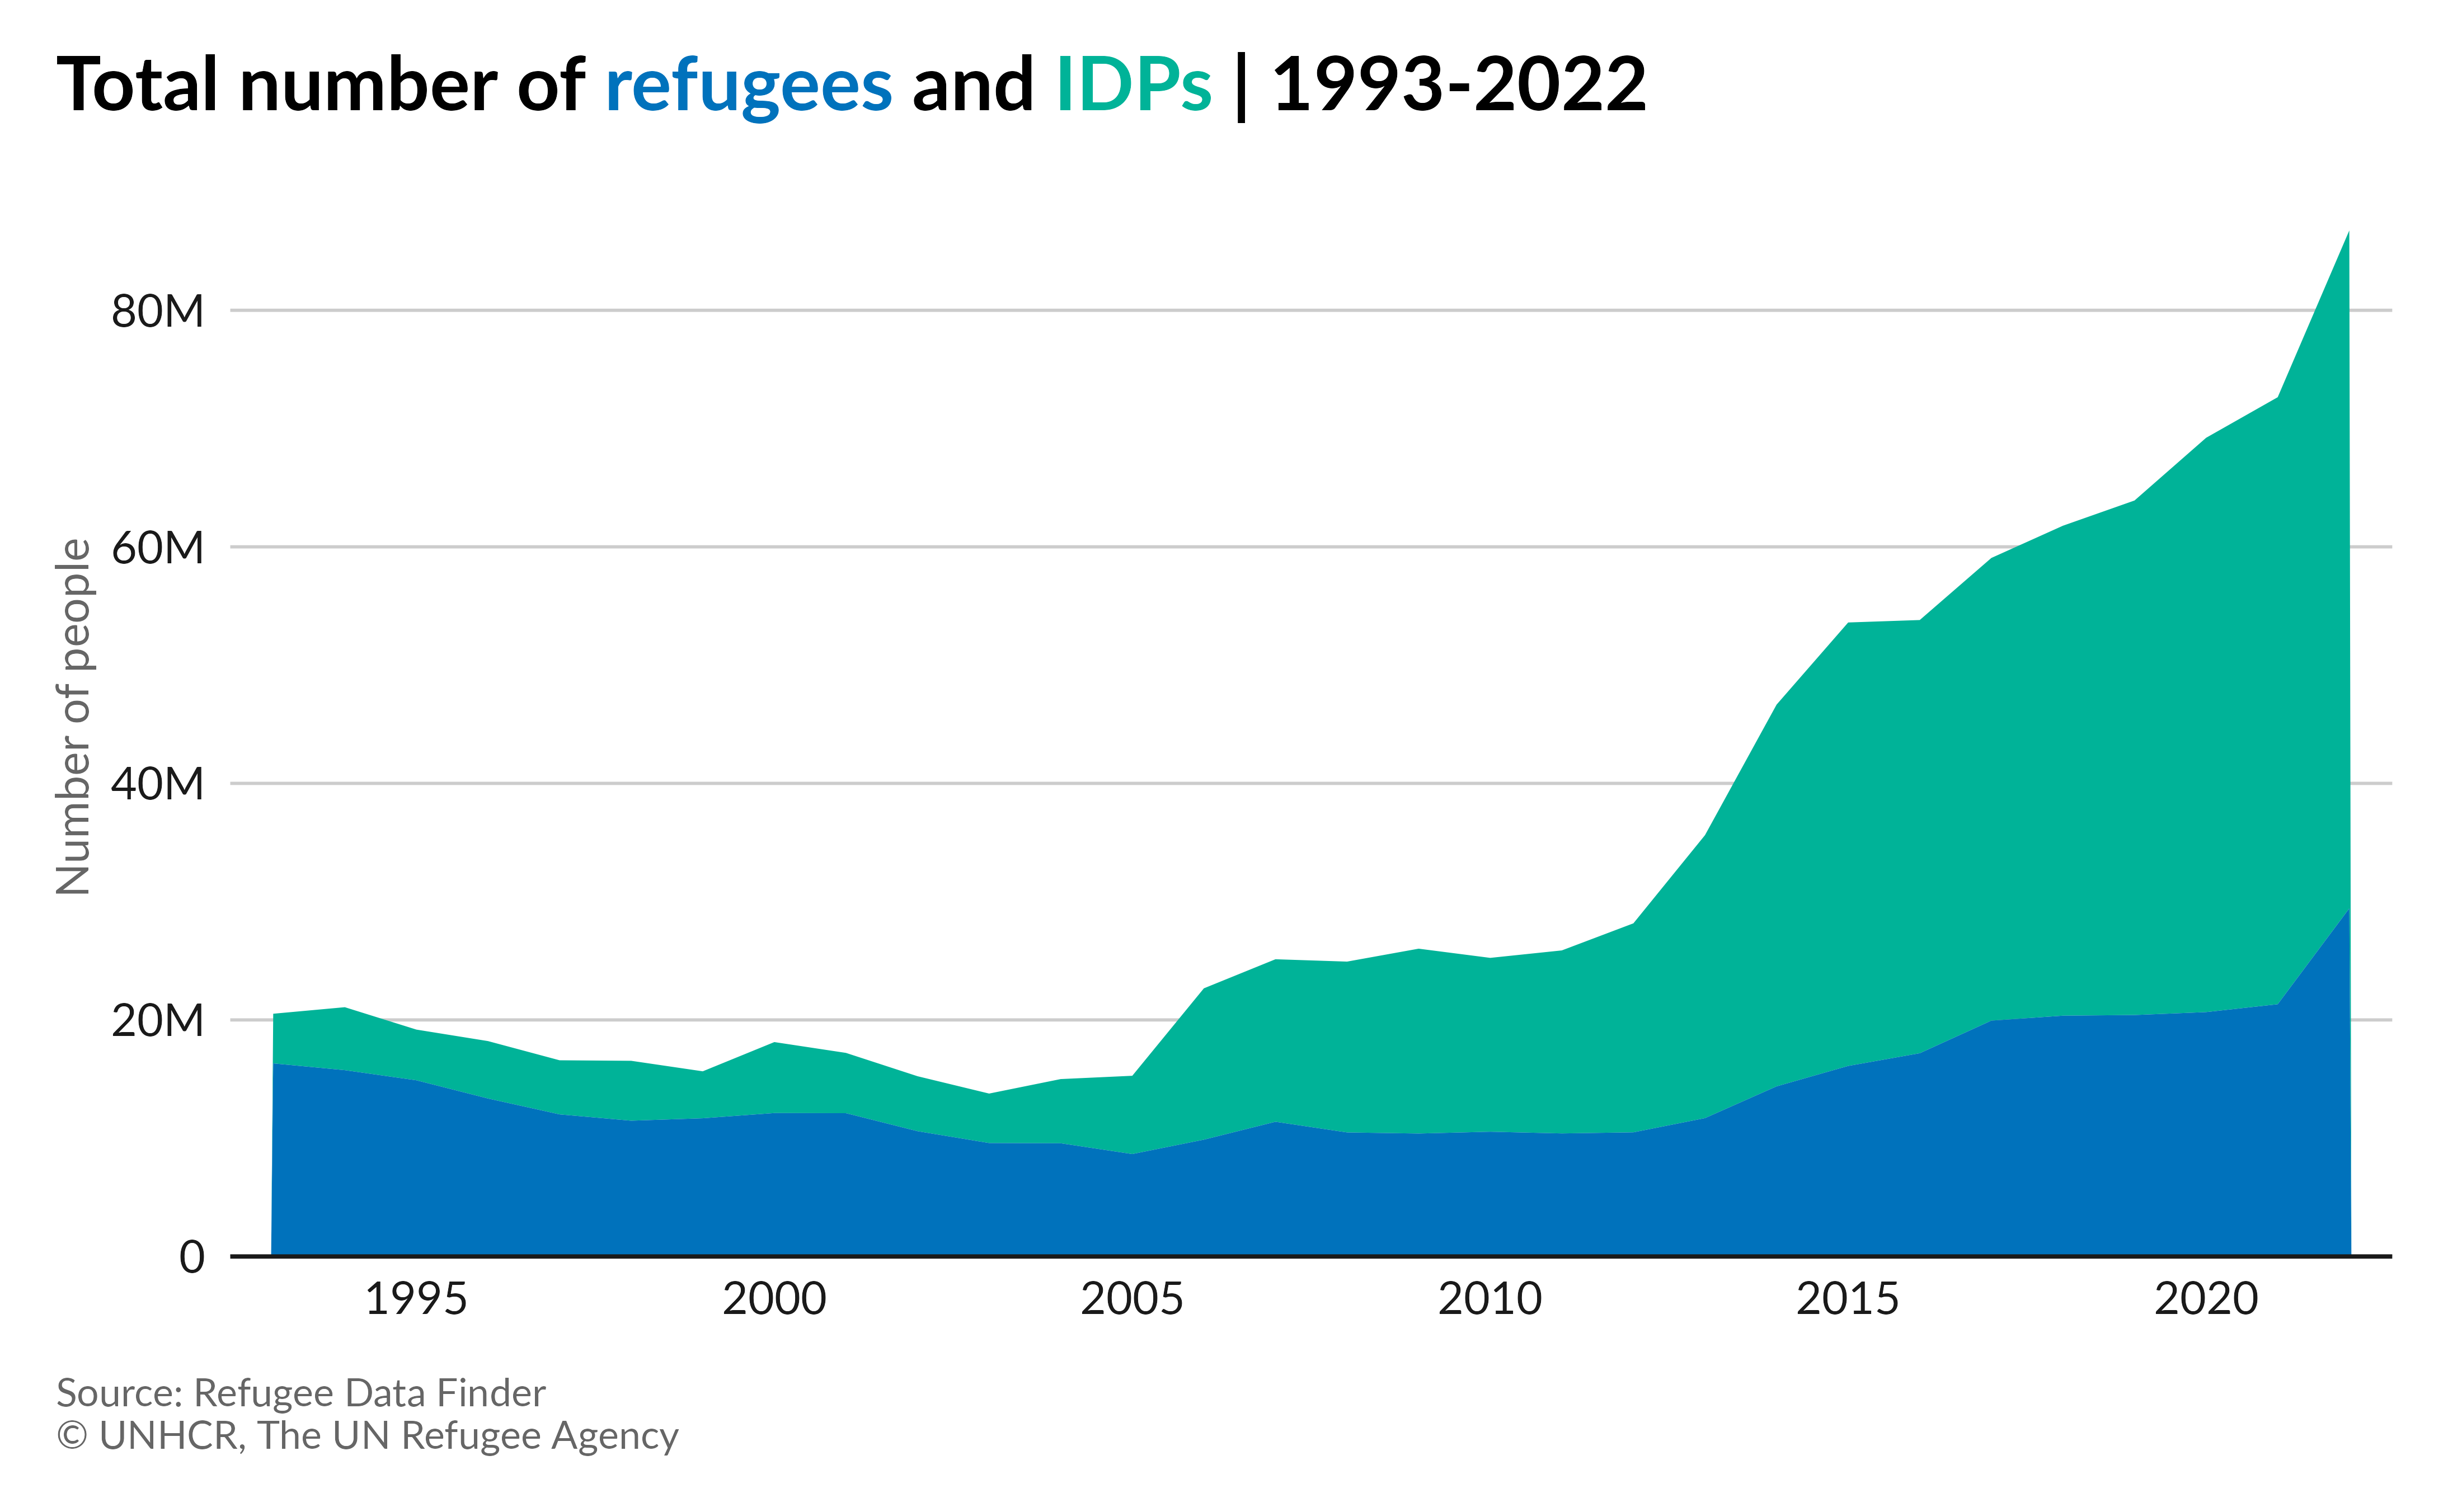 Total number of refugees and IDPs | 1993-2022
Number of people
80M
60M
40M
20M
0
1995 2000 2005 2010 2015 2020
Source: Refugee Data Finder
© UNHCR, The UN Refugee Agency